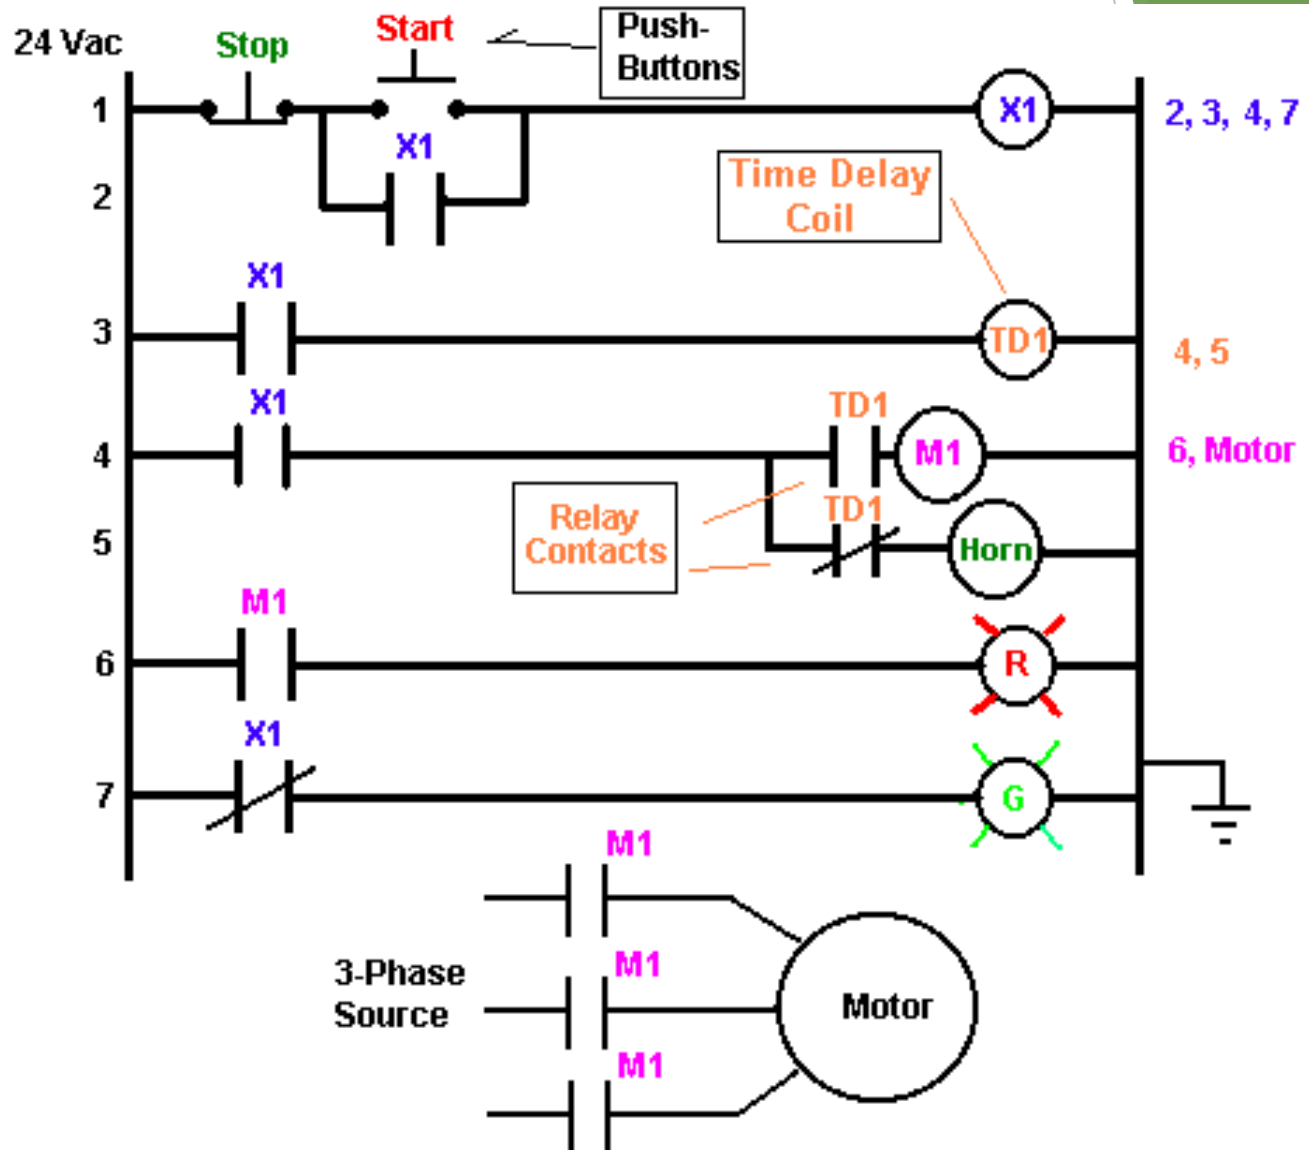 24 Vac
Stop
Start
Push-
Buttons
1
X1
2, 3, 4, 7
X1
2
Time Delay
Coil
X1
3
TD1
4, 5
X1
TD1
4
M1
6, Motor
Relay
Contacts
TD1
5
Horn
M1
6
R
X1
7
G
M1
3-Phase
Source
M1
Motor
M1